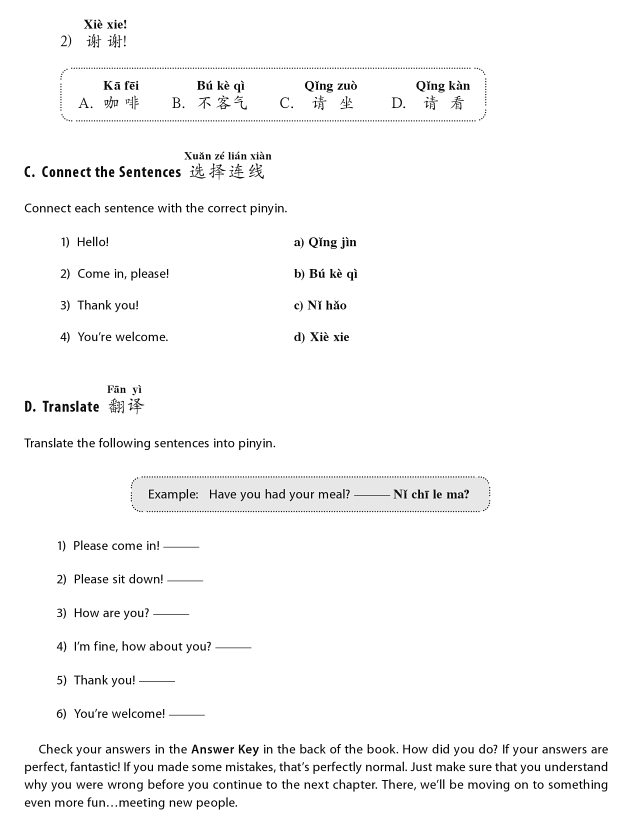 Xiè xie!
2) 谢 谢!
Kā fēi Bú kè qì Qǐng zuò Qǐng kàn
A. 咖 啡 B. 不 客 气 C. 请 坐 D. 请 看
Xuǎn zé lián xiàn
C. Connect the Sentences 选择连线
Connect each sentence with the correct pinyin.
1) Hello! a) Qǐng jìn
2) Come in, please! b) Bú kè qì
3) Thank you! c) Nǐ hǎo
4) You’re welcome. d) Xiè xie
Fān yì
D. Translate 翻译
Translate the following sentences into pinyin.
Example: Have you had your meal? ——— Nǐ chī le ma?
1) Please come in! ———
2) Please sit down! ———
3) How are you? ———
4) I’m fine, how about you? ———
5) Thank you! ———
6) You’re welcome! ———
Check your answers in the Answer Key in the back of the book. How did you do? If your answers are
perfect, fantastic! If you made some mistakes, that’s perfectly normal. Just make sure that you understand
why you were wrong before you continue to the next chapter. There, we’ll be moving on to something
even more fun…meeting new people.